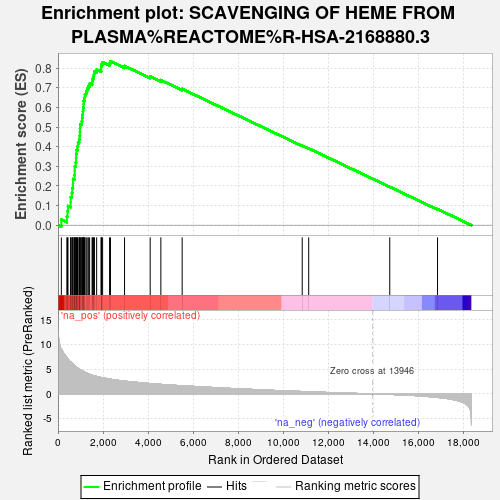 Enrichment plot: SCAVENGING OF HEME FROM
PLASMA%REACTOME%R-HSA-2168880.3
Enrichment score (ES)
0.8
0.7
0.6
0.5
0.4
0.3
0.2
0.1
0.0
'na_pos' (positively correlated)
Ranked list metric (PreRanked)
15
10
5
0
-5
Zero cross at 13946
'na_neg' (negatively correlated)
0 2,000 4,000 6,000 8,000 10,000 12,000 14,000 16,000 18,000
Rank in Ordered Dataset
Enrichment profile Hits Ranking metric scores